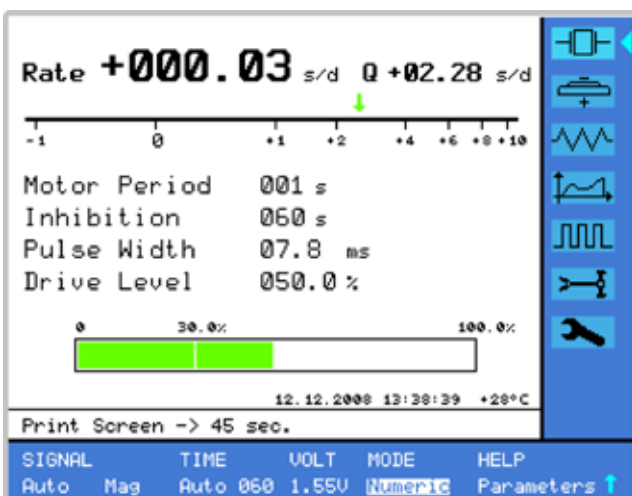 Rate +000.03 s/d Q +02.28 s/d
-1 0 +1 +2 +4 +6 +8 +10
Motor Period 001 s
Inhibition 060 s
Pulse Width 07.8 ms
Drive Level 050.0 %
0 30.0% 100.0%
12.12.2008 13:38:39 +28°C
Print Screen -> 45 sec.
SIGNAL TIME VOLT MODE HELP
Auto Mag Auto 060 1.55V Numeric Parameters